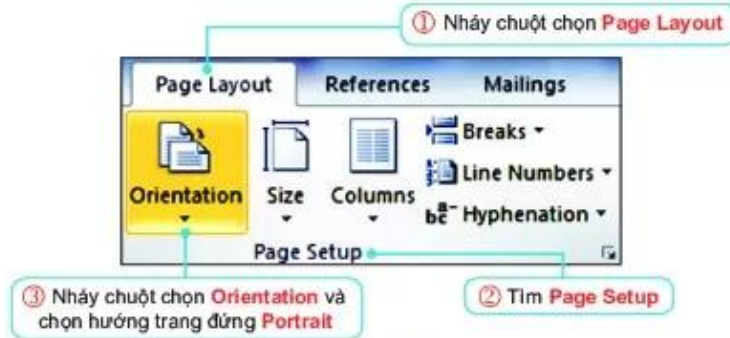 ① Nháy chuột chọn Page Layout
Page Layout References Mailings
Orientation Size Columns
Breaks
Line Numbers
Hyphenation
Page Setup
③ Nháy chuột chọn Orientation và
chọn hướng trang đứng Portrait
② Tìm Page Setup